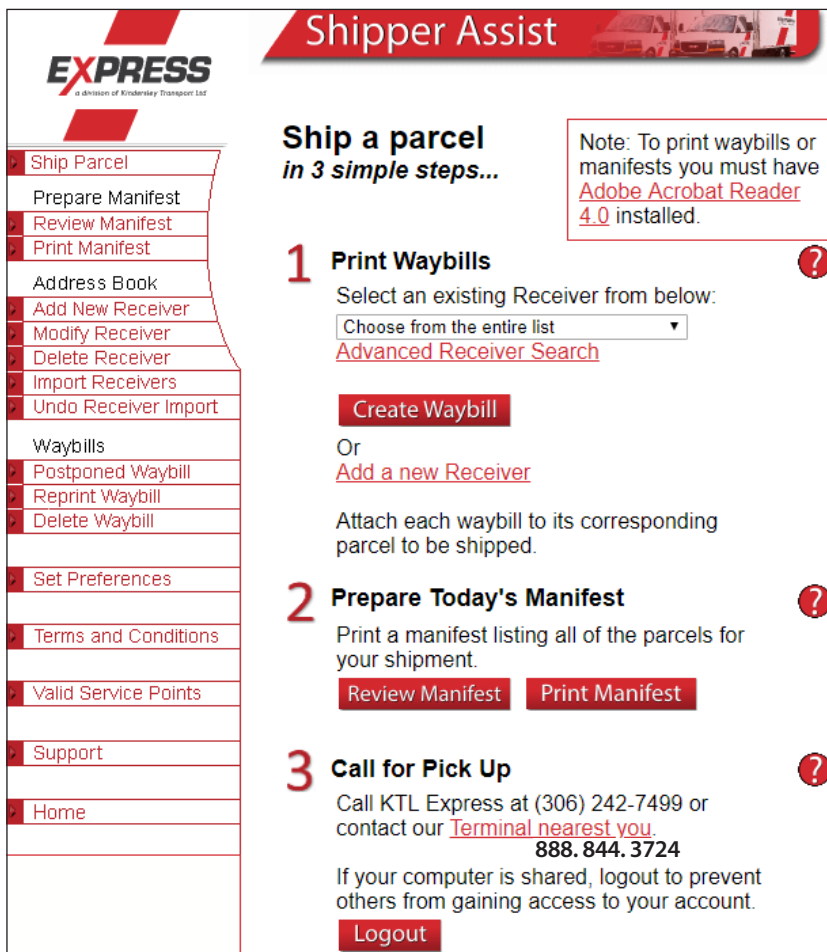 EXPRESS
a division of Kindersley Transport Ltd
Shipper Assist
Ship Parcel
Prepare Manifest
Review Manifest
Print Manifest
Address Book
Add New Receiver
Modify Receiver
Delete Receiver
Import Receivers
Undo Receiver Import
Waybills
Postponed Waybill
Reprint Waybill
Delete Waybill
Set Preferences
Terms and Conditions
Valid Service Points
Support
Home
Ship a parcel
in 3 simple steps...
Note: To print waybills or
manifests you must have
Adobe Acrobat Reader
4.0 installed.
1 Print Waybills ?
Select an existing Receiver from below:
Choose from the entire list
Advanced Receiver Search
Create Waybill
Or
Add a new Receiver
Attach each waybill to its corresponding
parcel to be shipped.
2 Prepare Today's Manifest ?
Print a manifest listing all of the parcels for
your shipment.
Review Manifest Print Manifest
3 Call for Pick Up ?
Call KTL Express at (306) 242-7499 or
contact our Terminal nearest you.
888. 844. 3724
If your computer is shared, logout to prevent
others from gaining access to your account.
Logout